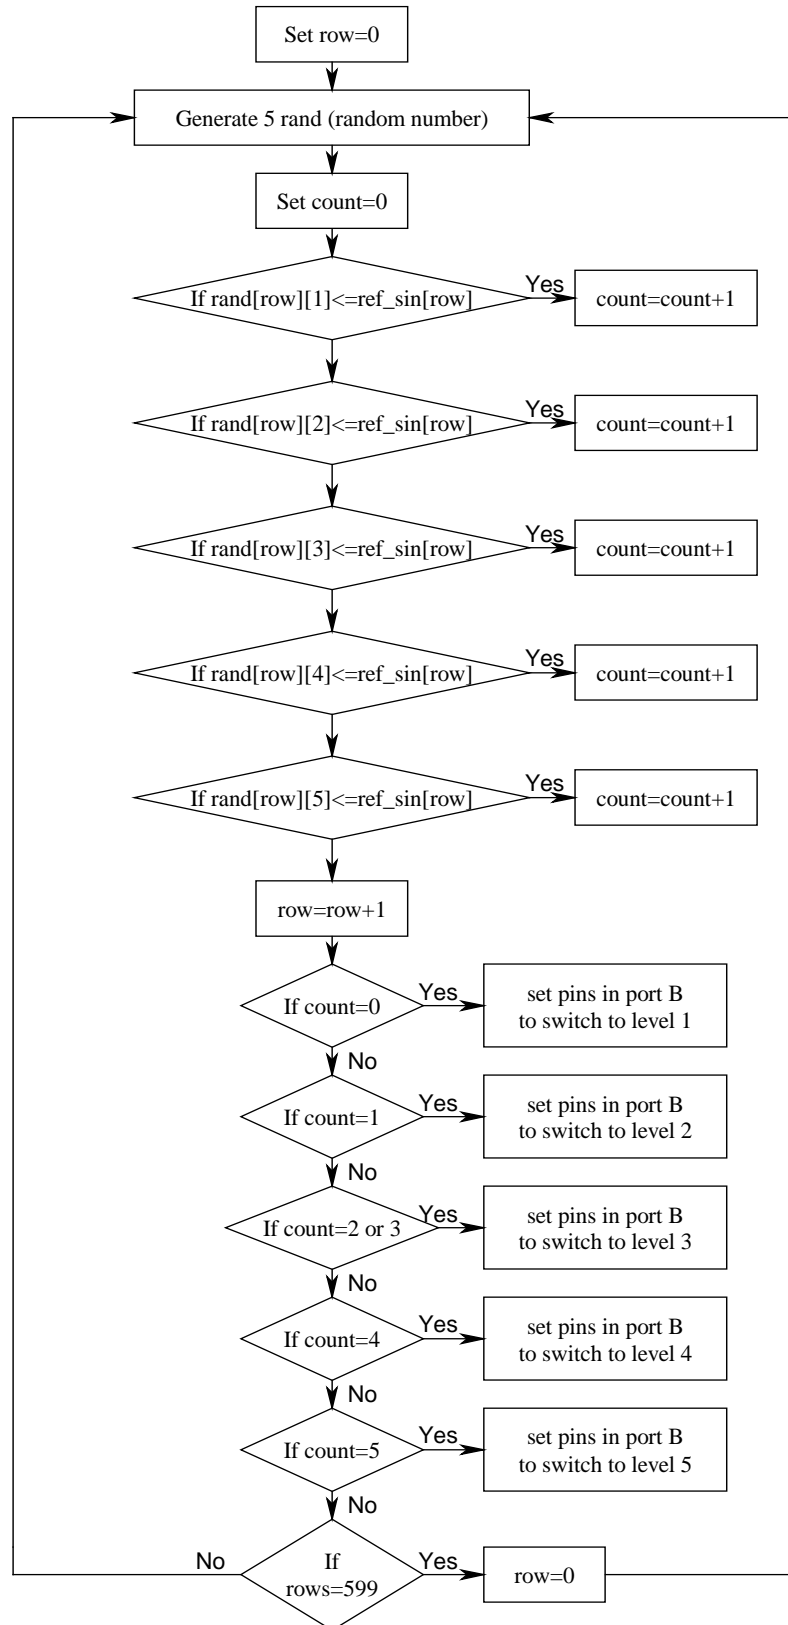 Set row=0
Generate 5 rand (random number)
Set count=0
If rand[row][1]<=ref_sin[row]
Yes
count=count+1
If rand[row][2]<=ref_sin[row]
Yes
count=count+1
If rand[row][3]<=ref_sin[row]
Yes
count=count+1
If rand[row][4]<=ref_sin[row]
Yes
count=count+1
If rand[row][5]<=ref_sin[row]
Yes
count=count+1
row=row+1
If count=0
Yes
set pins in port B
to switch to level 1
No
If count=1
Yes
set pins in port B
to switch to level 2
No
If count=2 or 3
Yes
set pins in port B
to switch to level 3
No
If count=4
Yes
set pins in port B
to switch to level 4
No
If count=5
Yes
set pins in port B
to switch to level 5
No
No
If
rows=599
Yes
row=0